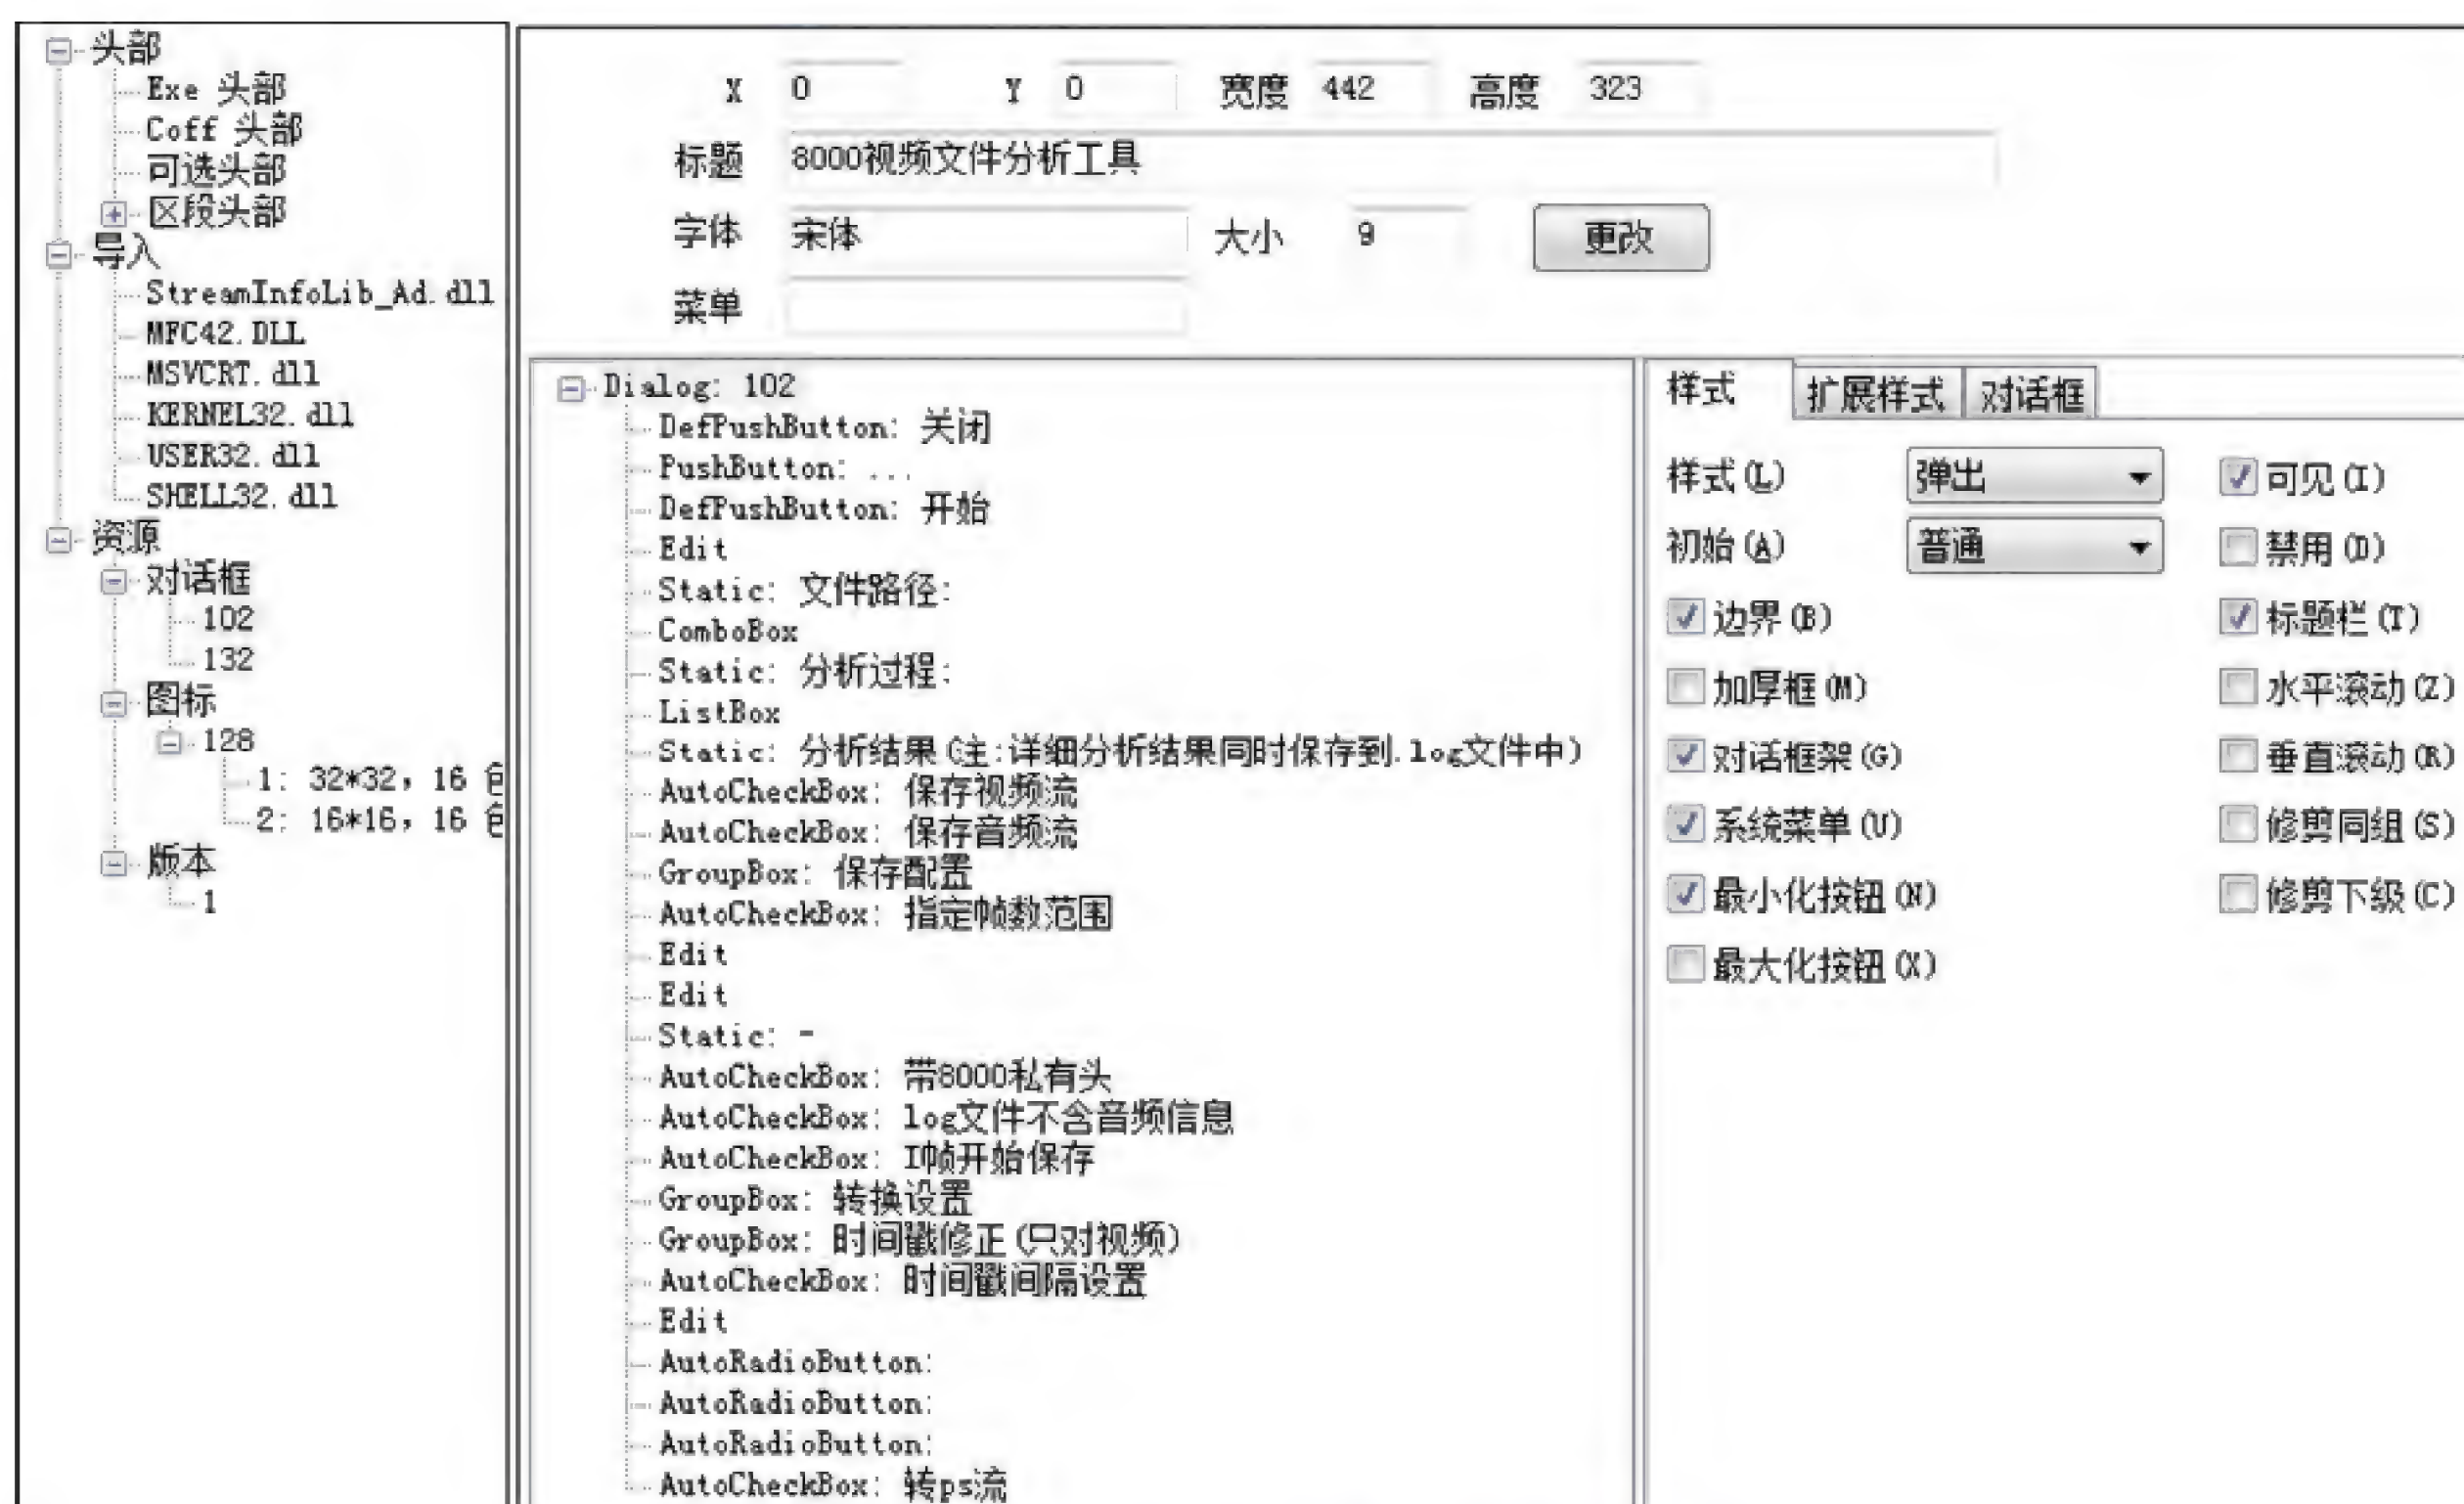 头部
Exe 头部
Coff 头部
可选头部
区段头部
导入
StreamInfoLib_Ad.dll
MFC42.DLL
MSVCRT.dll
KERNEL32.dll
USER32.dll
SHELL32.dll
资源
对话框
102
132
图标
128
1: 32*32, 16 色
2: 16*16, 16 色
版本
1
X 0 Y 0 宽度 442 高度 323
标题 8000视频文件分析工具
字体 宋体 大小 9 更改
菜单
Dialog: 102
DefPushButton: 关闭
PushButton: ...
DefPushButton: 开始
Edit
Static: 文件路径:
ComboBox
Static: 分析过程:
ListBox
Static: 分析结果(主:详细分析结果同时保存到.log文件中)
AutoCheckBox: 保存视频流
AutoCheckBox: 保存音频流
GroupBox: 保存配置
AutoCheckBox: 指定帧数范围
Edit
Edit
Static: -
AutoCheckBox: 带8000私有头
AutoCheckBox: log文件不含音频信息
AutoCheckBox: I帧开始保存
GroupBox: 转换设置
GroupBox: 时间戳修正(只对视频)
AutoCheckBox: 时间戳间隔设置
Edit
AutoRadioButton:
AutoRadioButton:
AutoRadioButton:
AutoCheckBox: 转ps流
样式 扩展样式 对话框
样式(L) 弹出 可见(I)
初始(A) 普通 禁用(D)
边界(B) 标题栏(T)
加厚框(M) 水平滚动(Z)
对话框架(G) 垂直滚动(R)
系统菜单(U) 修剪同组(S)
最小化按钮(N) 修剪下级(C)
最大化按钮(X)